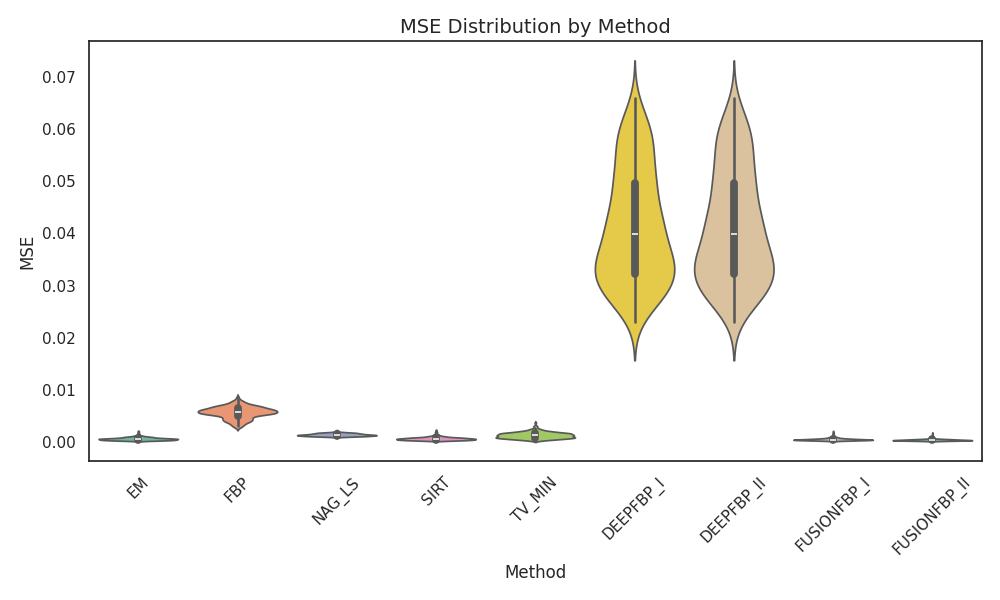 MSE Distribution by Method
MSE
0.07
0.06
0.05
0.04
0.03
0.02
0.01
0.00
EM
FBP
NAG_LS
SIRT
TV_MIN
DEEPFBP_I
DEEPFBP_II
FUSIONFBP_I
FUSIONFBP_II
Method